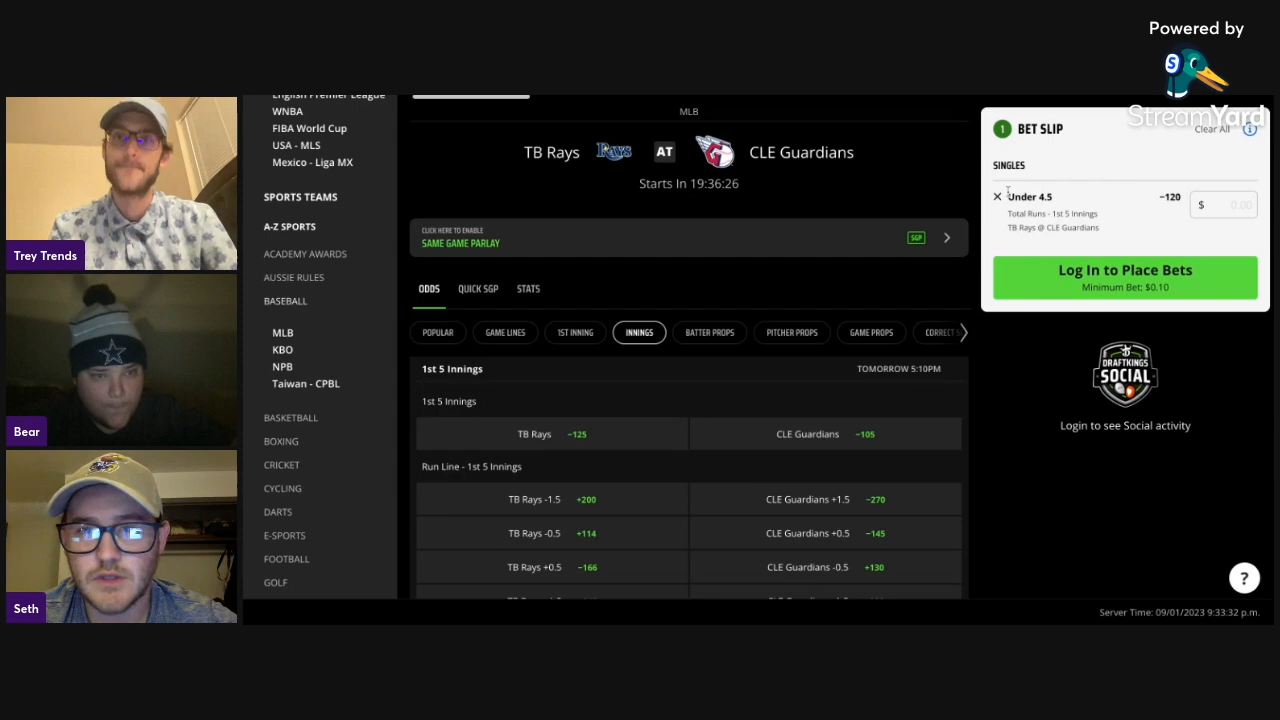 Powered by
StreamYard
Trey Trends
Bear
Seth
English Premier League
WNBA
FIBA World Cup
USA - MLS
Mexico - Liga MX
SPORTS TEAMS
A-Z SPORTS
ACADEMY AWARDS
AUSSIE RULES
BASEBALL
MLB
KBO
NPB
Taiwan - CPBL
BASKETBALL
BOXING
CRICKET
CYCLING
DARTS
E-SPORTS
FOOTBALL
GOLF
MLB
TB Rays RAYS AT CLE Guardians
Starts In 19:36:26
CLICK HERE TO ENABLE
SAME GAME PARLAY SGP
ODDS QUICK SGP STATS
POPULAR GAME LINES 1ST INNING INNINGS BATTER PROPS PITCHER PROPS GAME PROPS CORRECT
1st 5 Innings TOMORROW 5:10PM
1st 5 Innings
TB Rays −125 CLE Guardians −105
Run Line - 1st 5 Innings
TB Rays -1.5 +200 CLE Guardians +1.5 −270
TB Rays -0.5 +114 CLE Guardians +0.5 −145
TB Rays +0.5 −166 CLE Guardians -0.5 +130
1 BET SLIP Clear All
SINGLES
Under 4.5 −120 $ 0.00
Total Runs - 1st 5 Innings
TB Rays @ CLE Guardians
Log In to Place Bets
Minimum Bet: $0.10
DRAFTKINGS
SOCIAL
Login to see Social activity
?
Server Time: 09/01/2023 9:33:32 p.m.